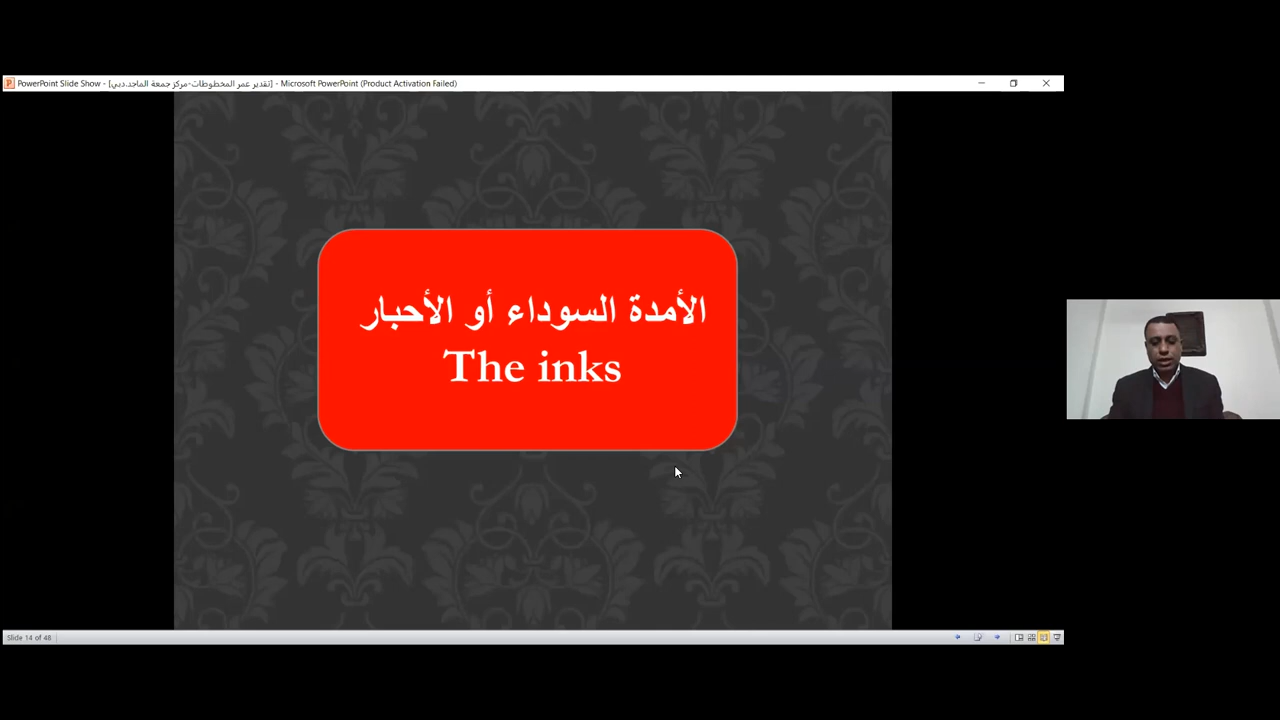 PowerPoint Slide Show - [تقدير عمر المخطوطات-مركز جمعة الماجد.دبي] - Microsoft PowerPoint (Product Activation Failed)
الأمدة السوداء أو الأحبار
The inks
Slide 14 of 48